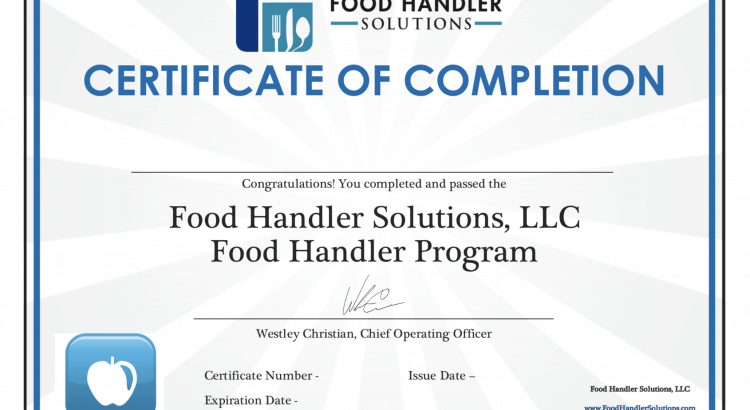 FOOD HANDLER
SOLUTIONS
CERTIFICATE OF COMPLETION
Congratulations! You completed and passed the
Food Handler Solutions, LLC
Food Handler Program
Westley Christian, Chief Operating Officer
Certificate Number -
Issue Date –
Expiration Date -
Food Handler Solutions, LLC
www.FoodHandlerSolutions.com